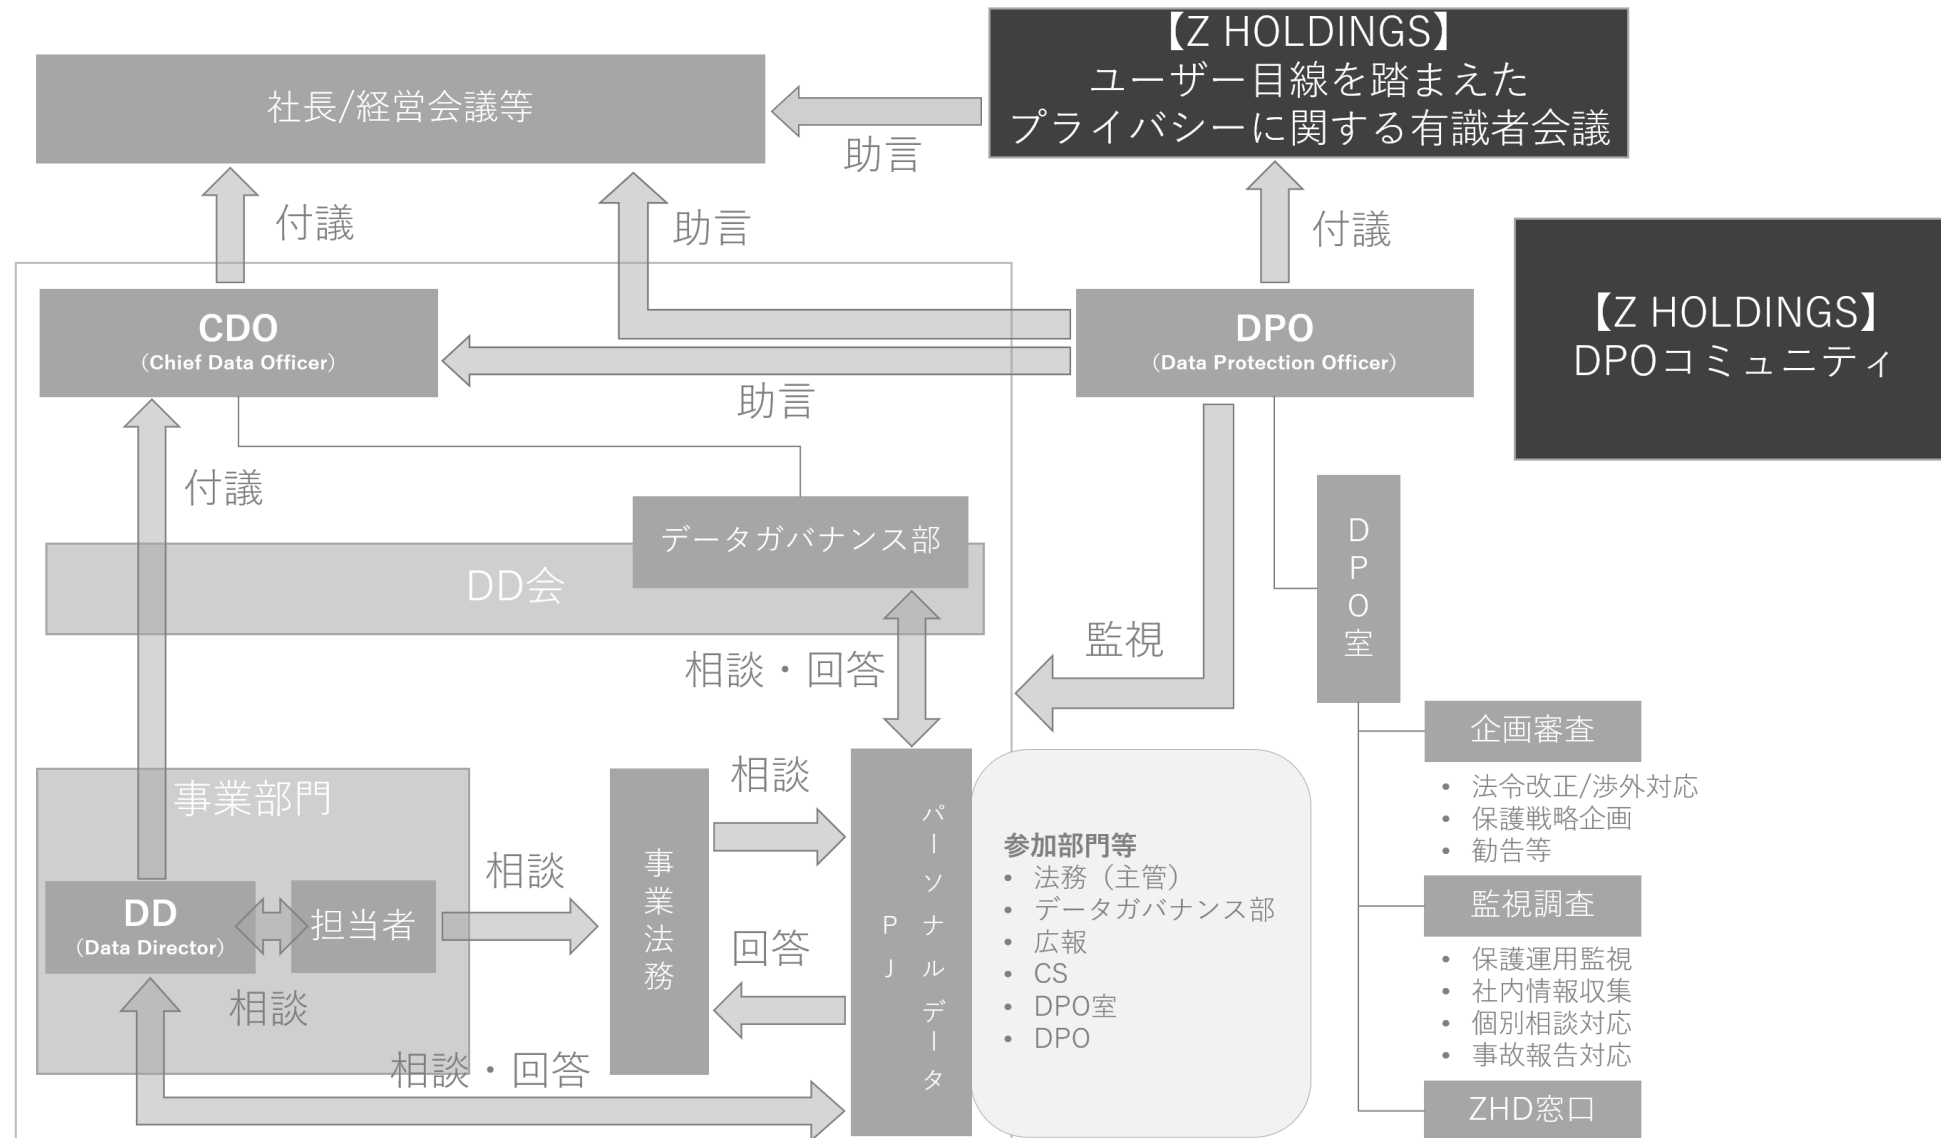 【Z HOLDINGS】
ユーザー目線を踏まえた
プライバシーに関する有識者会議
社長/経営会議等
助言
付議
助言
付議
【Z HOLDINGS】
DPOコミュニティ
CDO
（Chief Data Officer）
DPO
（Data Protection Officer）
助言
付議
データガバナンス部
DD会
DPO室
監視
相談・回答
企画審査
• 法令改正/渉外対応
• 保護戦略企画
• 勧告等
監視調査
• 保護運用監視
• 社内情報収集
• 個別相談対応
• 事故報告対応
ZHD窓口
事業部門
DD
（Data Director）
担当者
相談
相談
事業法務
相談
回答
相談・回答
パーソナルデータ
PJ
参加部門等
• 法務（主管）
• データガバナンス部
• 広報
• CS
• DPO室
• DPO